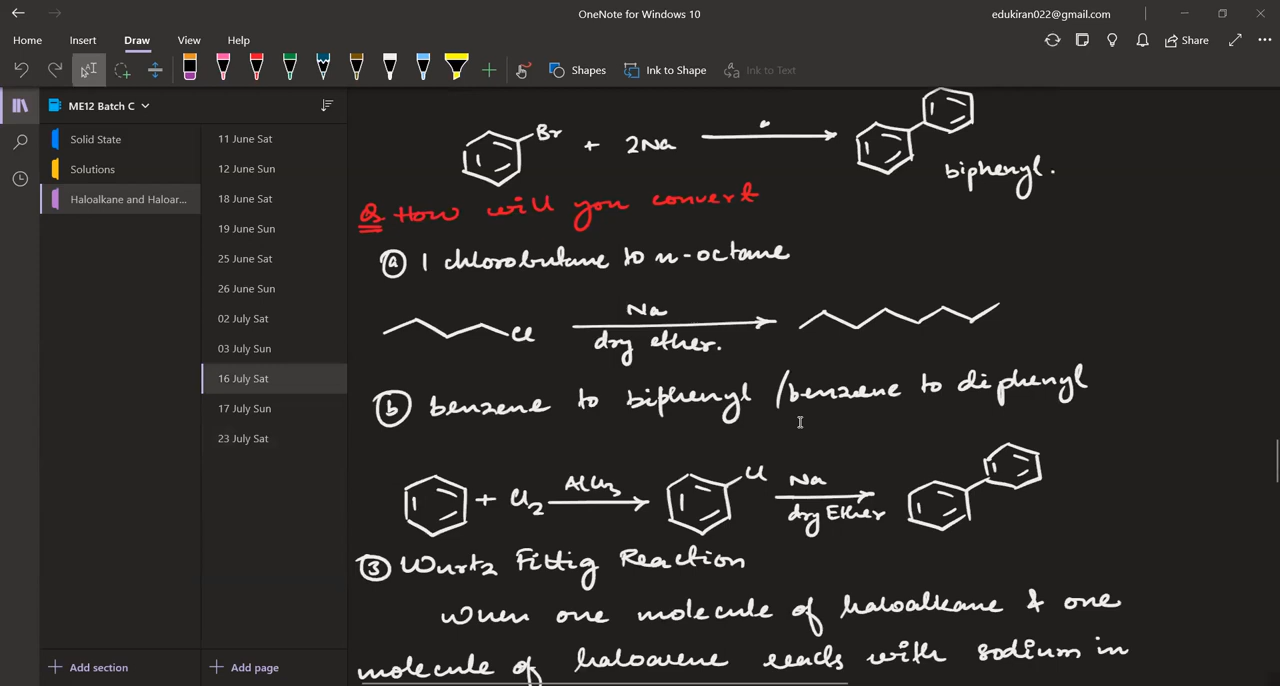 OneNote for Windows 10
edukiran022@gmail.com
Home Insert Draw View Help
Share
Shapes
Ink to Shape
Ink to Text
ME12 Batch C
Solid State
Solutions
Haloalkane and Haloar...
11 June Sat
12 June Sun
18 June Sat
19 June Sun
25 June Sat
26 June Sun
02 July Sat
03 July Sun
16 July Sat
17 July Sun
23 July Sat
Add section
Add page
Br + 2Na
biphenyl.
Q How will you convert
a 1 chlorobutane to n-octane
Cl Na
dry ether.
b benzene to biphenyl / benzene to diphenyl
+ Cl2 AlCl3 Cl Na
dry Ether
3 Wurtz Fittig Reaction
When one molecule of haloalkane & one
molecule of haloarene reacts with sodium in